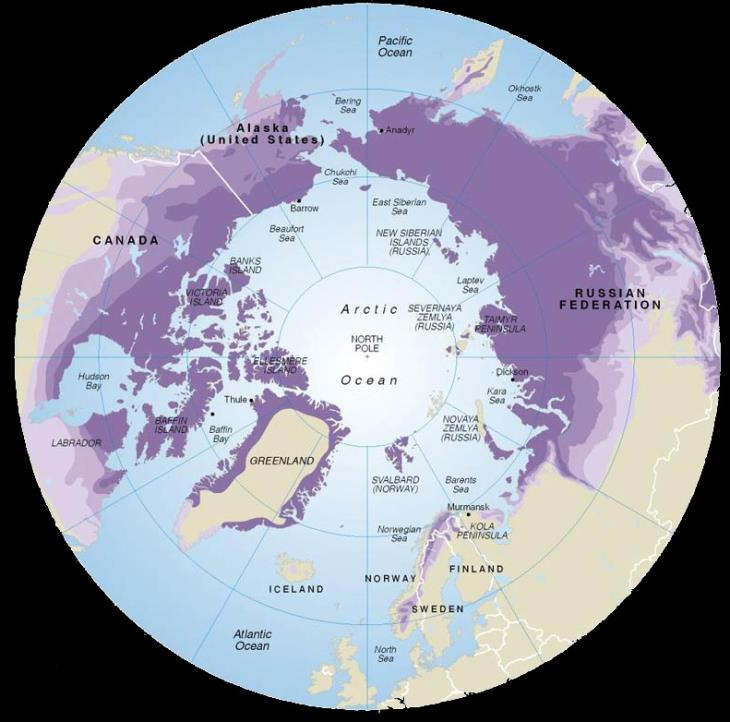 Pacific
Ocean
Okhostk
Sea
Bering
Sea
Alaska
(United States)
Anadyr
Chukchi
Sea
Barrow
East Siberian
Sea
Beaufort
Sea
NEW SIBERIAN
ISLANDS
(RUSSIA)
CANADA
BANKS
ISLAND
VICTORIA
ISLAND
Laptev
Sea
RUSSIAN
FEDERATION
Arctic
SEVERNAYA
ZEMLYA
(RUSSIA)
TAIMYR
PENINSULA
NORTH
POLE
ELLESMERE
ISLAND
Ocean
Dickson
Kara
Sea
Hudson
Bay
Thule
BAFFIN
ISLAND
Baffin
Bay
NOVAYA
ZEMLYA
(RUSSIA)
LABRADOR
GREENLAND
SVALBARD
(NORWAY)
Barents
Sea
Murmansk
KOLA
PENINSULA
Norwegian
Sea
FINLAND
NORWAY
ICELAND
SWEDEN
Atlantic
Ocean
North
Sea